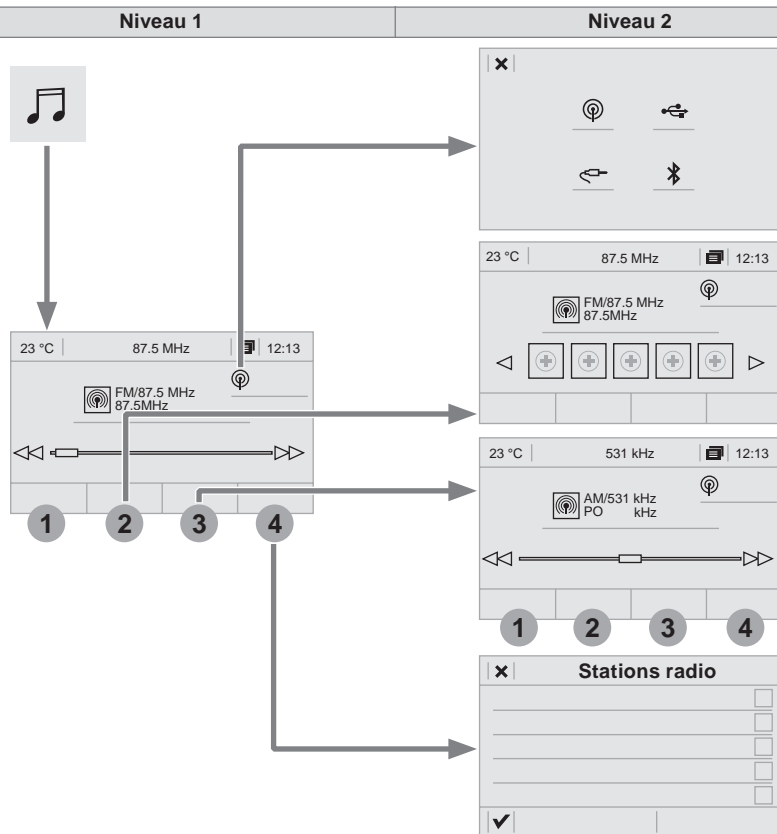 Niveau 1
Niveau 2
23 °C 87.5 MHz 12:13
FM/87.5 MHz
87.5MHz
1 2 3 4
23 °C 87.5 MHz 12:13
FM/87.5 MHz
87.5MHz
23 °C 531 kHz 12:13
AM/531 kHz
PO kHz
1 2 3 4
Stations radio